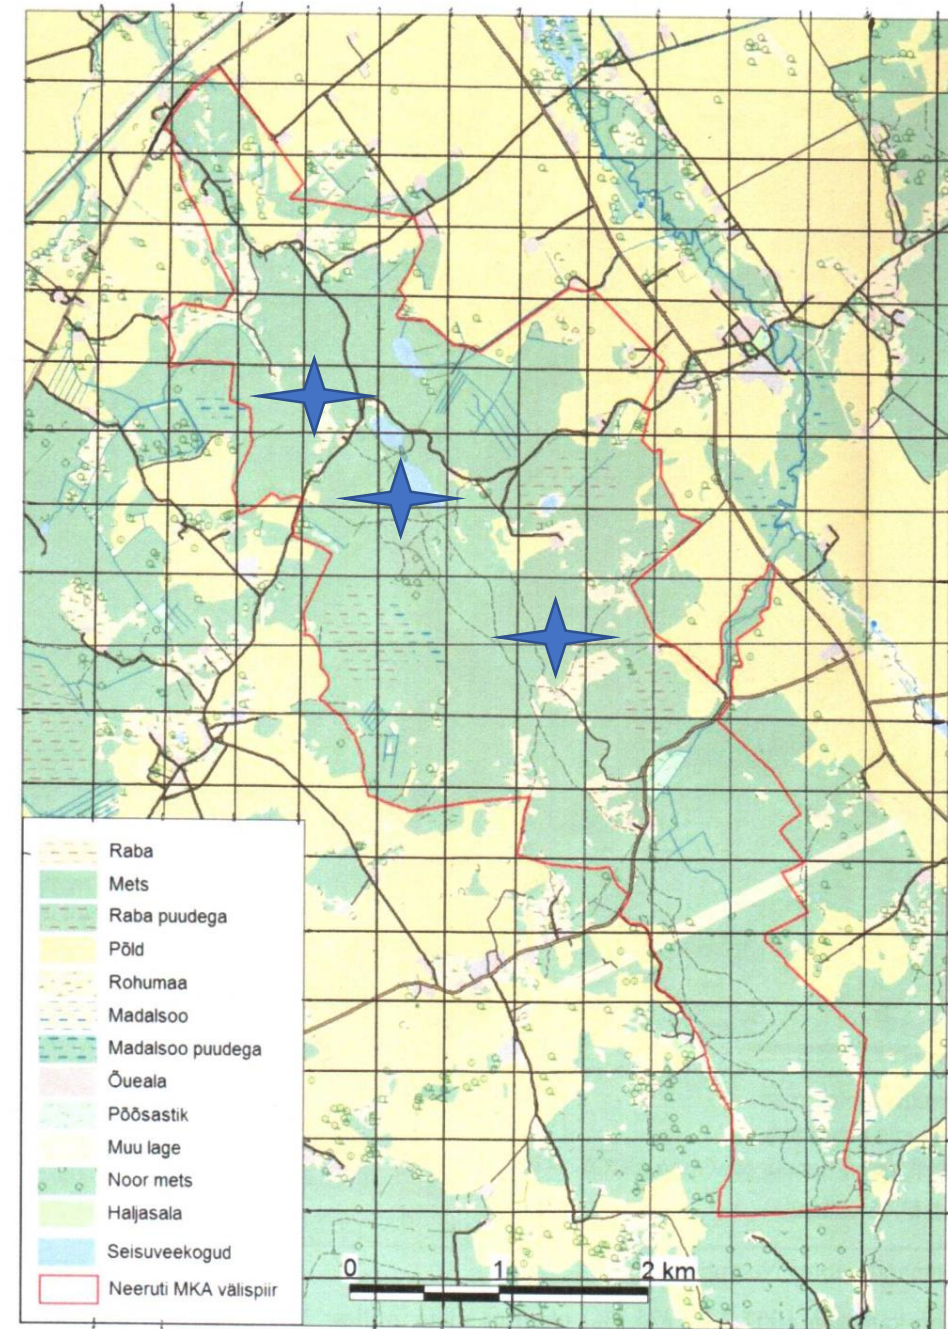 Raba
Mets
Raba puudega
Põld
Rohumaa
Madalsoo
Madalsoo puudega
Õueala
Põõsastik
Muu lage
Noor mets
Haljasala
Seisuveekogud
Neeruti MKA välispiir
0 1 2 km